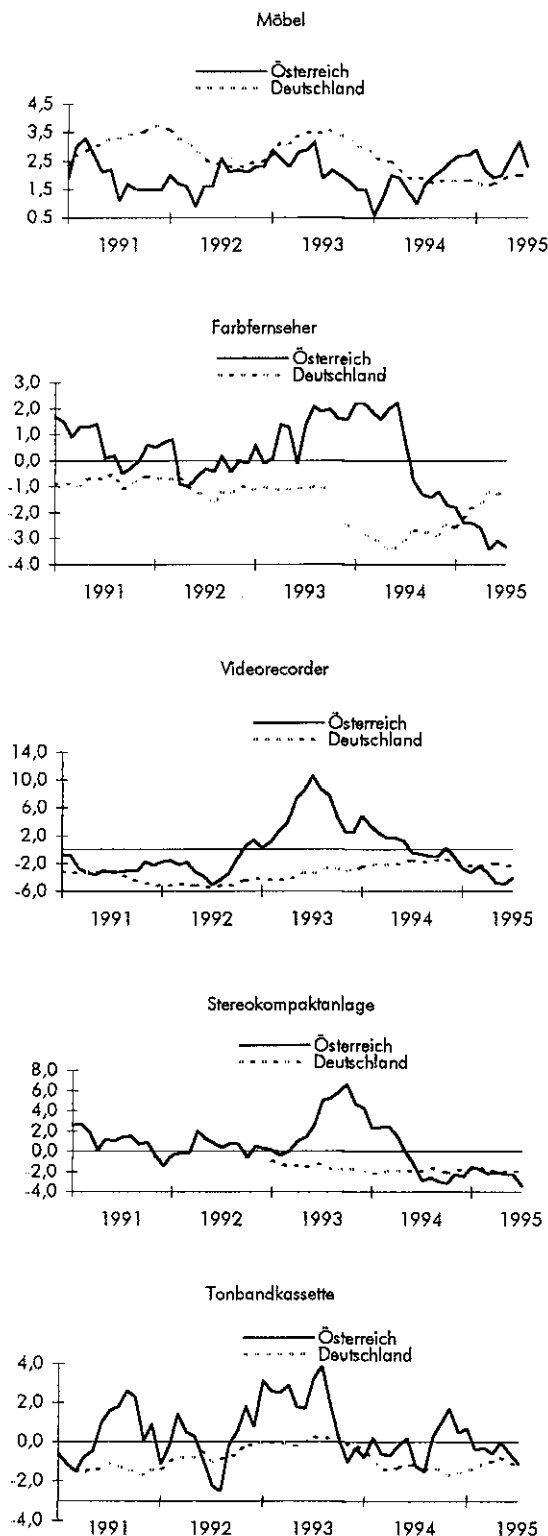 Möbel
Österreich
Deutschland
4,5
3,5
2,5
1,5
0.5
1991 1992 1993 1994 1995
Farbfernseher
Österreich
Deutschland
3,0
2,0
1,0
0,0
-1,0
-2,0
-3.0
-4.0
1991 1992 1993 1994 1995
Videorecorder
Österreich
Deutschland
14,0
10,0
6,0
2,0
-2,0
-6,0
1991 1992 1993 1994 1995
Stereokompaktanlage
Österreich
Deutschland
8,0
6,0
4,0
2,0
0,0
-2,0
-4,0
1991 1992 1993 1994 1995
Tonbandkassette
Österreich
Deutschland
4,0
2,0
0,0
-2,0
-4,0
1991 1992 1993 1994 1995